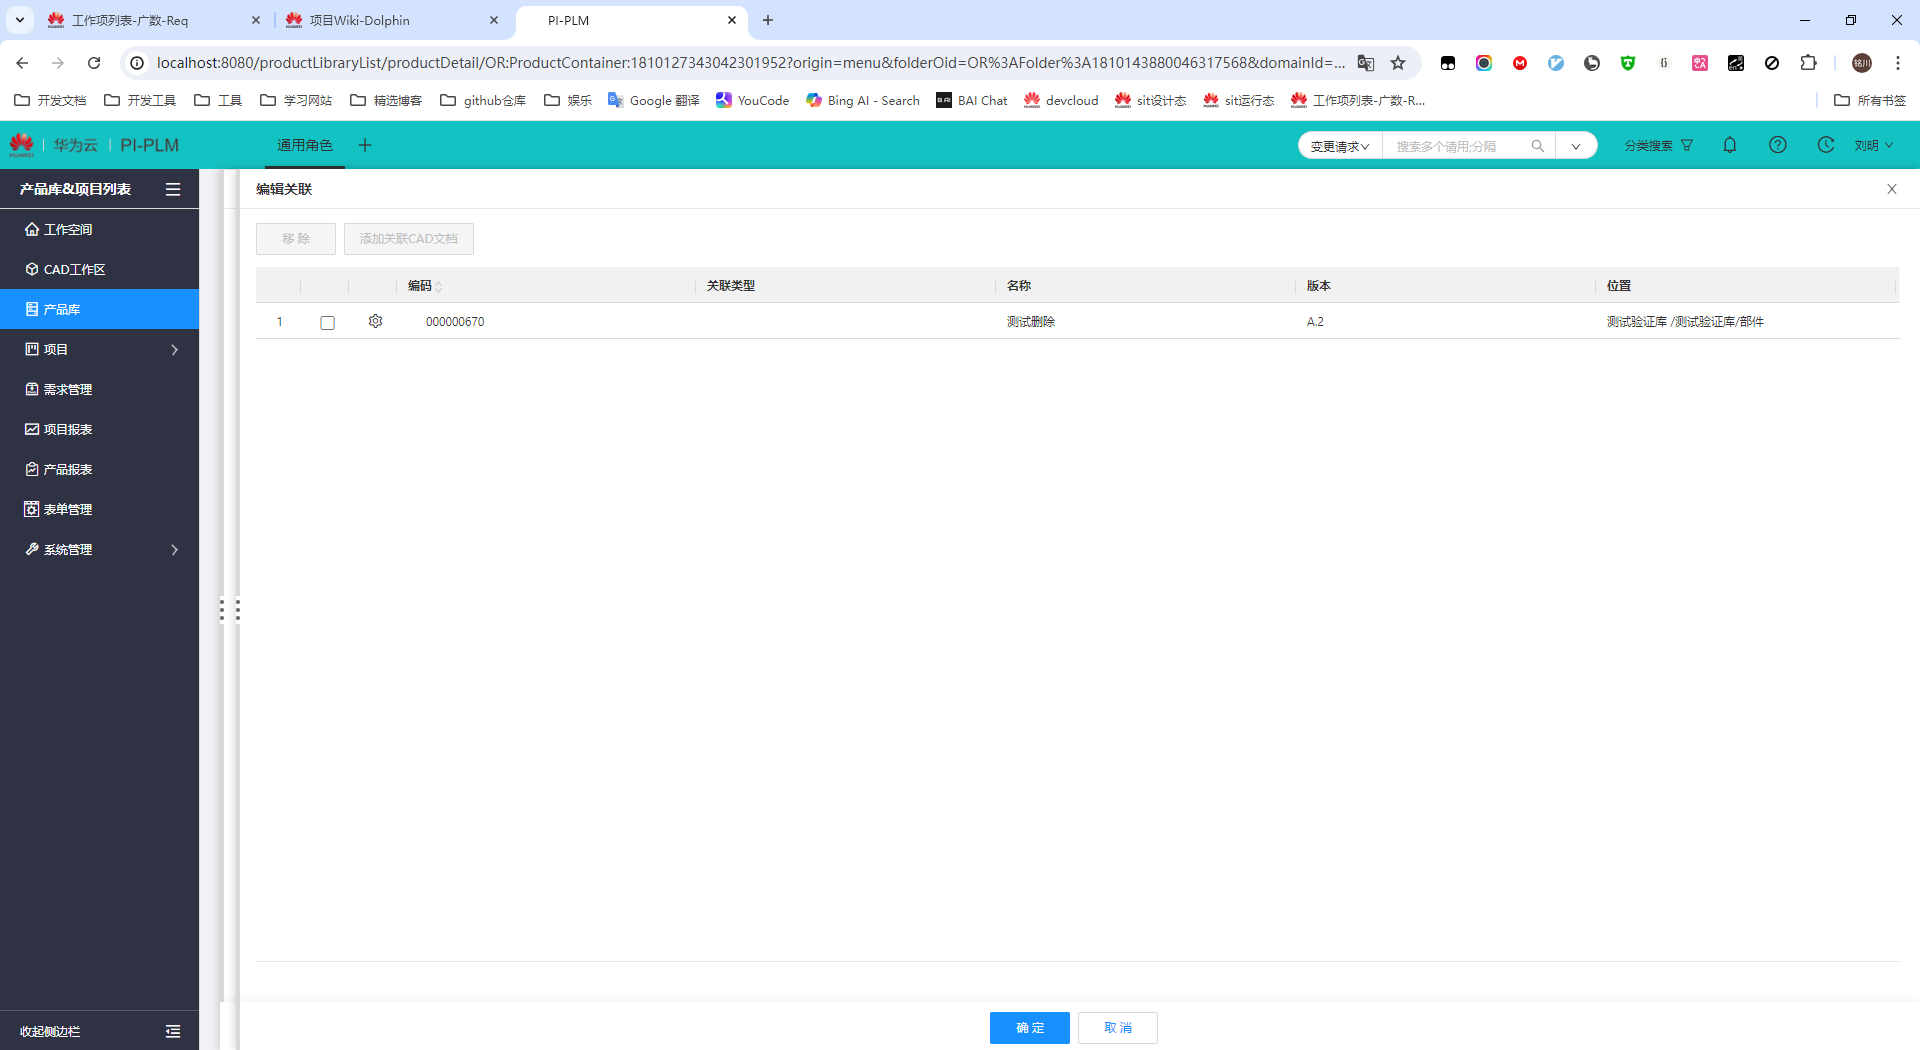 工作项列表-广数-Req
项目Wiki-Dolphin
PI-PLM
localhost:8080/productLibraryList/productDetail/OR:ProductContainer:1810127343042301952?origin=menu&folderOid=OR%3AFolder%3A1810143880046317568&domainId=...
开发文档
开发工具
工具
学习网站
精选博客
github仓库
娱乐
Google 翻译
YouCode
Bing AI - Search
BAI Chat
devcloud
sit设计态
sit运行态
工作项列表-广数-R...
所有书签
华为云
PI-PLM
通用角色
变更请求
搜索多个请用;分隔
分类搜索
刘明
产品库&项目列表
工作空间
CAD工作区
产品库
项目
需求管理
项目报表
产品报表
表单管理
系统管理
收起侧边栏
编辑关联
移 除
添加关联CAD文档
编码 关联类型 名称 版本 位置
1 000000670 测试删除 A.2 测试验证库 /测试验证库/部件
确 定
取 消